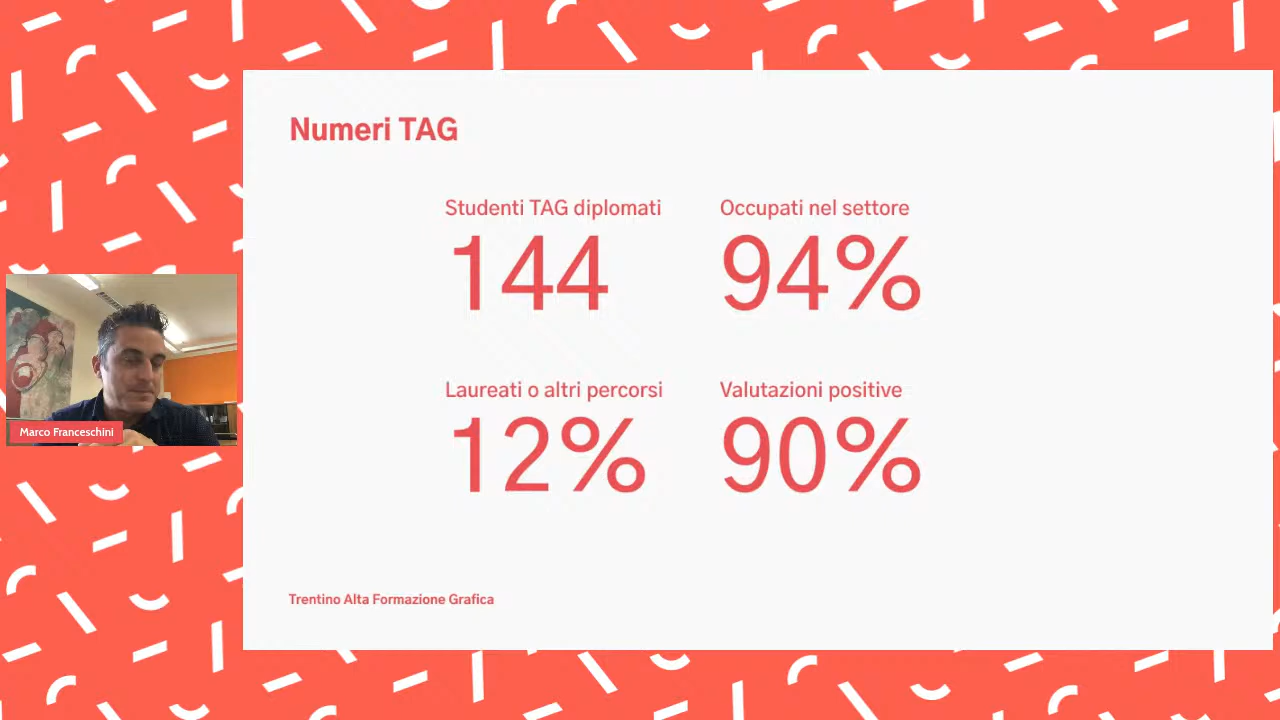 Numeri TAG
Studenti TAG diplomati
144
Occupati nel settore
94%
Laureati o altri percorsi
12%
Valutazioni positive
90%
Marco Franceschini
Trentino Alta Formazione Grafica